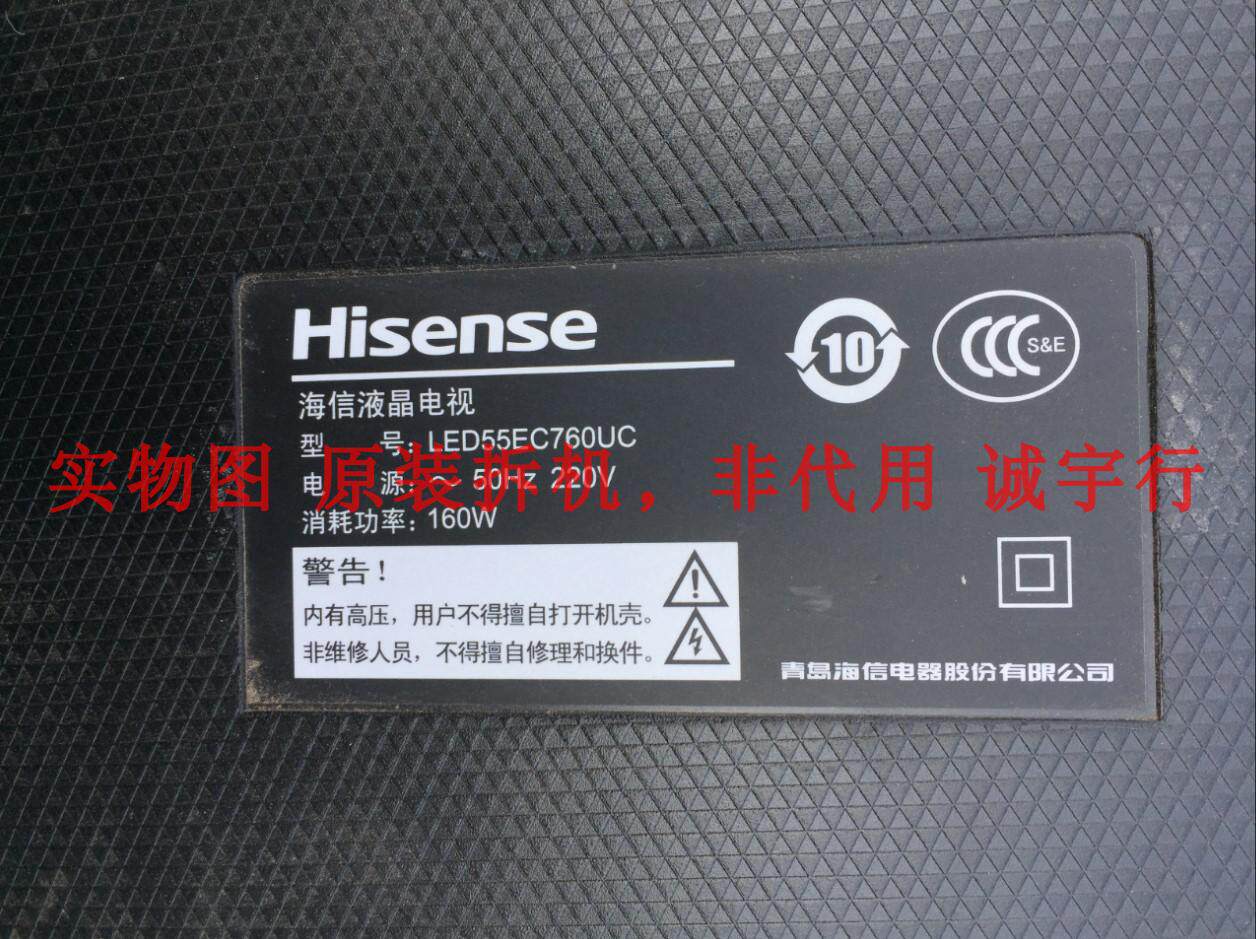 Hisense
10
CCC S&E
海信液晶电视
型 号: LED55EC760UC
实物图 原装拆机，非代用 诚宇行
电 源: ～ 50Hz 220V
消耗功率: 160W
警告！
内有高压，用户不得擅自打开机壳。
非维修人员，不得擅自修理和换件。
青岛海信电器股份有限公司